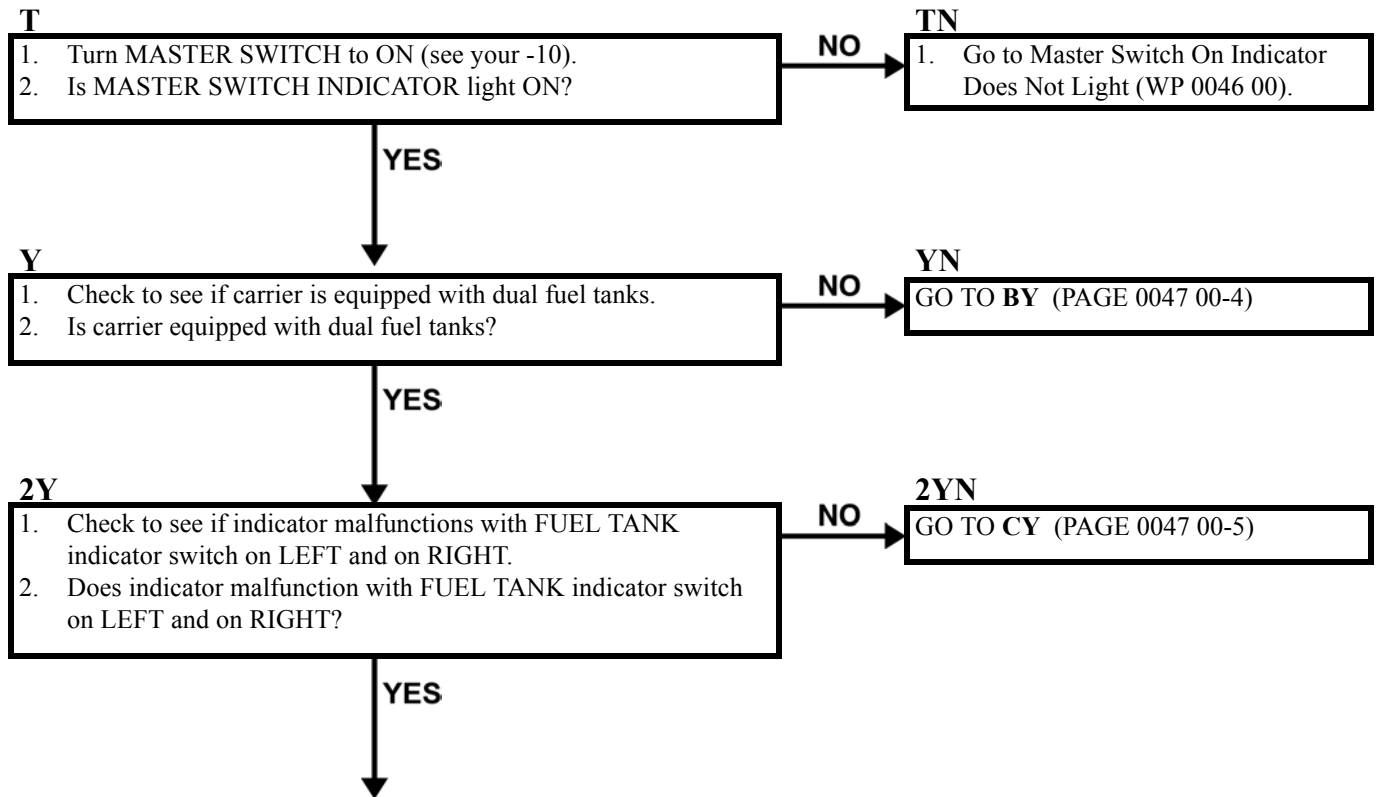 T
1. Turn MASTER SWITCH to ON (see your -10).
2. Is MASTER SWITCH INDICATOR light ON?
NO
TN
1. Go to Master Switch On Indicator
Does Not Light (WP 0046 00).
YES
Y
1. Check to see if carrier is equipped with dual fuel tanks.
2. Is carrier equipped with dual fuel tanks?
NO
YN
GO TO BY (PAGE 0047 00-4)
YES
2Y
1. Check to see if indicator malfunctions with FUEL TANK
indicator switch on LEFT and on RIGHT.
2. Does indicator malfunction with FUEL TANK indicator switch
on LEFT and on RIGHT?
NO
2YN
GO TO CY (PAGE 0047 00-5)
YES